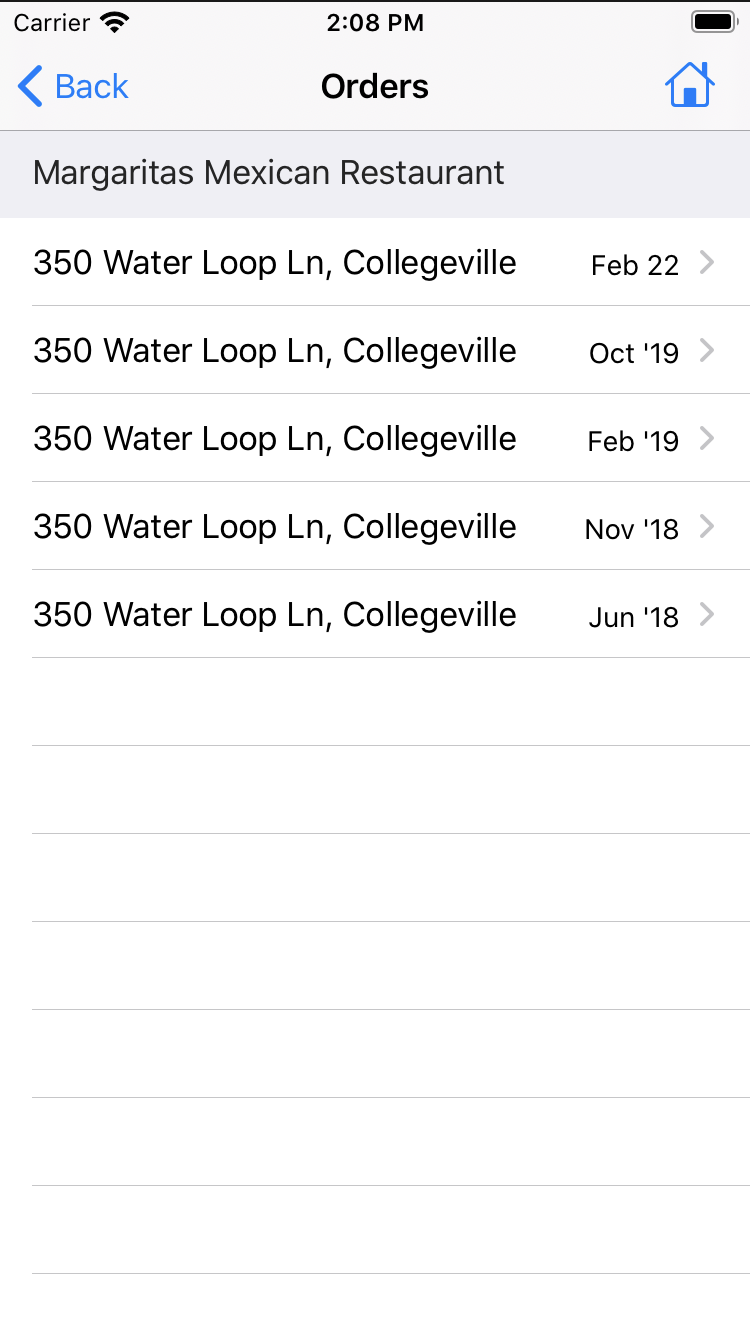 Carrier 2:08 PM
Back Orders
Margaritas Mexican Restaurant
350 Water Loop Ln, Collegeville Feb 22
350 Water Loop Ln, Collegeville Oct '19
350 Water Loop Ln, Collegeville Feb '19
350 Water Loop Ln, Collegeville Nov '18
350 Water Loop Ln, Collegeville Jun '18